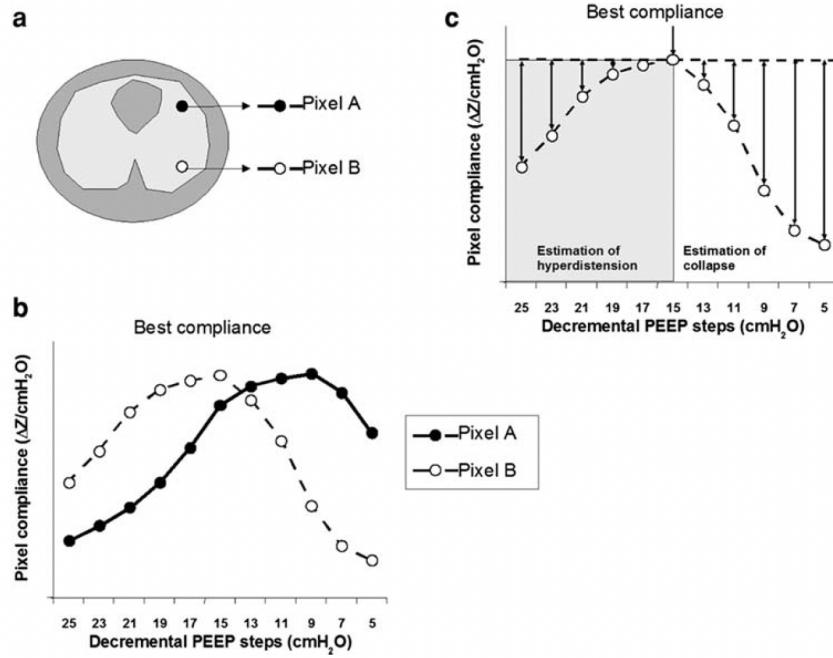 a
Pixel A
Pixel B
b
Best compliance
Pixel compliance (ΔZ/cmH₂O)
25 23 21 19 17 15 13 11 9 7 5
Decremental PEEP steps (cmH₂O)
Pixel A
Pixel B
c
Best compliance
Pixel compliance (ΔZ/cmH₂O)
Estimation of
hyperdistension
Estimation of
collapse
25 23 21 19 17 15 13 11 9 7 5
Decremental PEEP steps (cmH₂O)